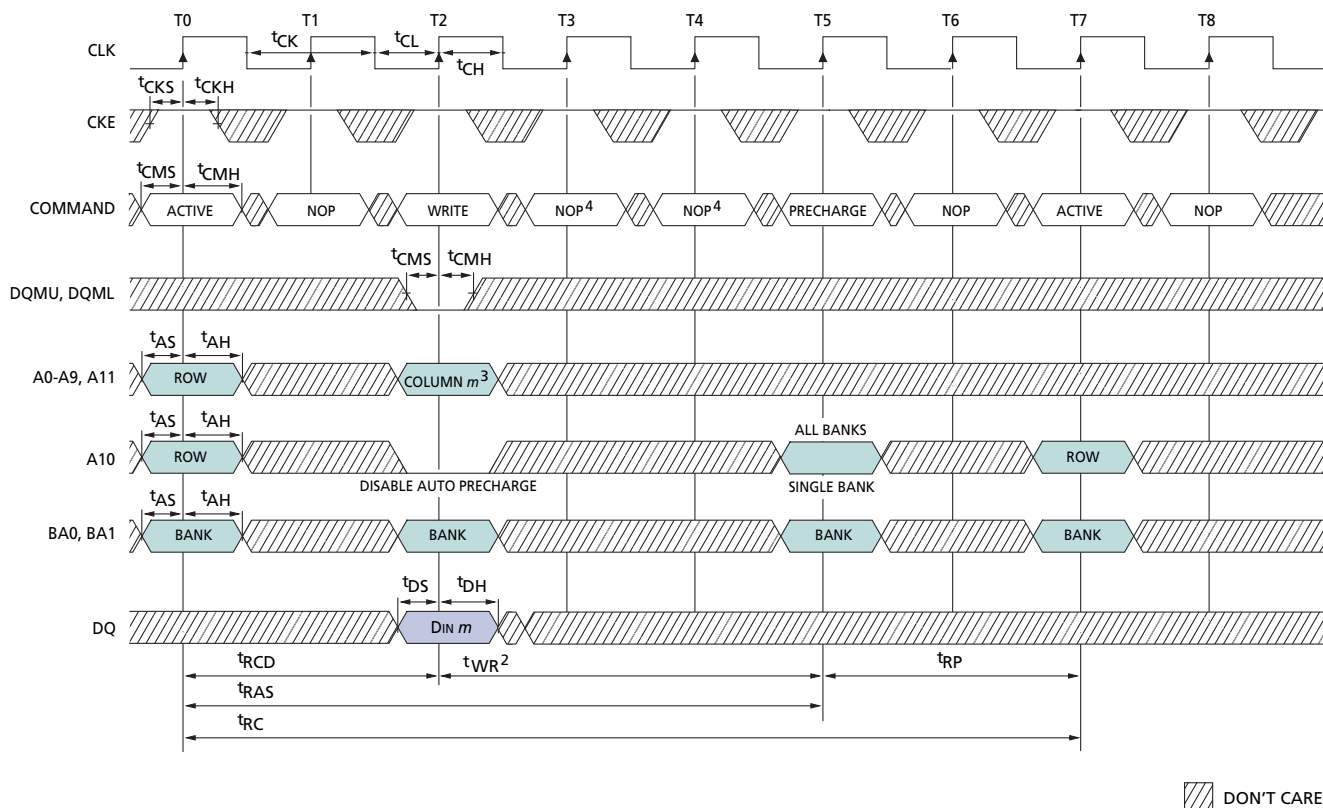 T0 T1 T2 T3 T4 T5 T6 T7 T8
CLK tCK tCL tCH
tCKS tCKH
CKE
tCMS tCMH
COMMAND ACTIVE NOP WRITE NOP4 NOP4 PRECHARGE NOP ACTIVE NOP
tCMS tCMH
DQMU, DQML
tAS tAH
A0-A9, A11 ROW COLUMN m3
tAS tAH ALL BANKS
A10 ROW ROW
DISABLE AUTO PRECHARGE SINGLE BANK
tAS tAH
BA0, BA1 BANK BANK BANK BANK
tDS tDH
DQ DIN m
tRCD tWR2 tRP
tRAS
tRC
DON'T CARE